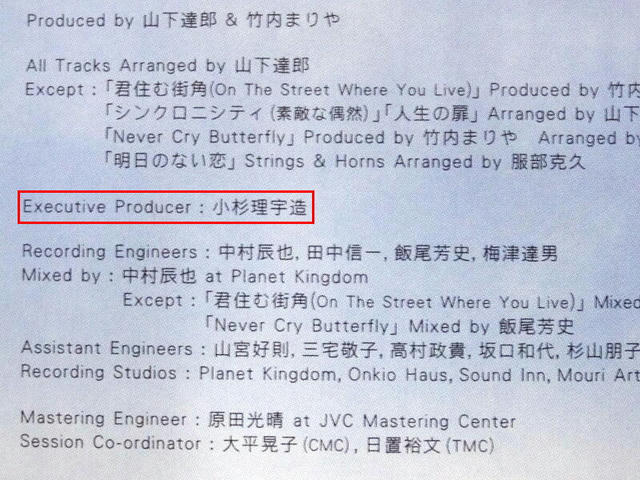 Produced by 山下達郎 & 竹内まりや
All Tracks Arranged by 山下達郎
Except : 「君住む街角(On The Street Where You Live)」 Produced by 竹内
「シンクロニシティ (素敵な偶然) 」「人生の扉」 Arranged by 山下
「Never Cry Butterfly」 Produced by 竹内まりや Arranged by
「明日のない恋」 Strings & Horns Arranged by 服部克久
Executive Producer : 小杉理宇造
Recording Engineers : 中村辰也, 田中信一, 飯尾芳史, 梅津達男
Mixed by : 中村辰也 at Planet Kingdom
Except : 「君住む街角(On The Street Where You Live)」 Mixed
「Never Cry Butterfly」 Mixed by 飯尾芳史
Assistant Engineers : 山宮好則, 三宅敬子, 高村政貴, 坂口和代, 杉山朋子
Recording Studios : Planet Kingdom, Onkio Haus, Sound Inn, Mouri Art
Mastering Engineer : 原田光晴 at JVC Mastering Center
Session Co-ordinator : 大平晃子 (CMC) , 日置裕文 (TMC)